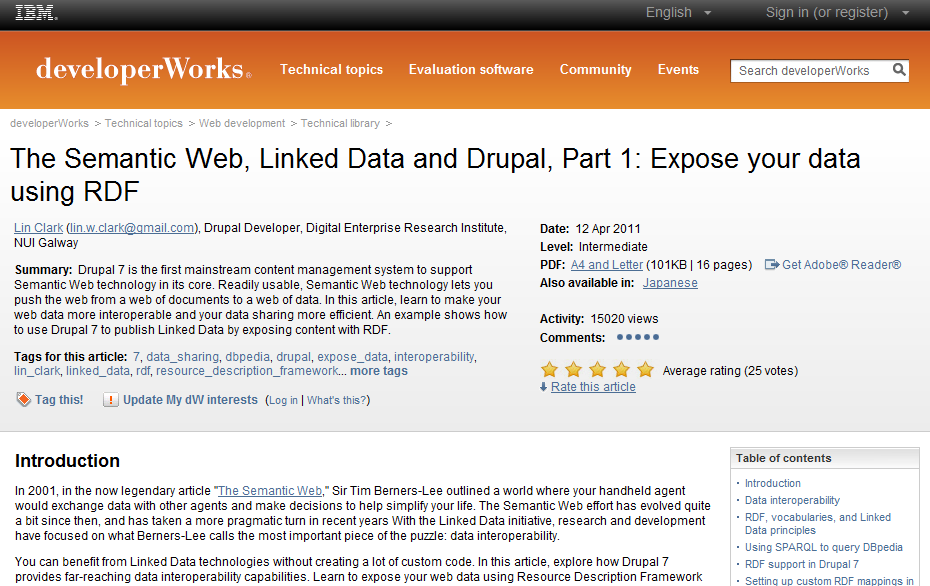 IBM.
English
Sign in (or register)
developerWorks®
Technical topics
Evaluation software
Community
Events
Search developerWorks
developerWorks > Technical topics > Web development > Technical library >
The Semantic Web, Linked Data and Drupal, Part 1: Expose your data
using RDF
Lin Clark (lin.w.clark@gmail.com), Drupal Developer, Digital Enterprise Research Institute,
NUI Galway
Summary: Drupal 7 is the first mainstream content management system to support
Semantic Web technology in its core. Readily usable, Semantic Web technology lets you
push the web from a web of documents to a web of data. In this article, learn to make your
web data more interoperable and your data sharing more efficient. An example shows how
to use Drupal 7 to publish Linked Data by exposing content with RDF.
Tags for this article: 7, data_sharing, dbpedia, drupal, expose_data, interoperability,
lin_clark, linked_data, rdf, resource_description_framework... more tags
Tag this!
Update My dW interests (Log in | What's this?)
Date: 12 Apr 2011
Level: Intermediate
PDF: A4 and Letter (101KB | 16 pages) Get Adobe® Reader®
Also available in: Japanese
Activity: 15020 views
Comments:
Average rating (25 votes)
Rate this article
Introduction
In 2001, in the now legendary article "The Semantic Web," Sir Tim Berners-Lee outlined a world where your handheld agent
would exchange data with other agents and make decisions to help simplify your life. The Semantic Web effort has evolved quite
a bit since then, and has taken a more pragmatic turn in recent years With the Linked Data initiative, research and development
have focused on what Berners-Lee calls the most important piece of the puzzle: data interoperability.
You can benefit from Linked Data technologies without creating a lot of custom code. In this article, explore how Drupal 7
provides far-reaching data interoperability capabilities. Learn to expose your web data using Resource Description Framework
Table of contents
Introduction
Data interoperability
RDF, vocabularies, and Linked
Data principles
Using SPARQL to query DBpedia
RDF support in Drupal 7
Setting up custom RDF mappings in